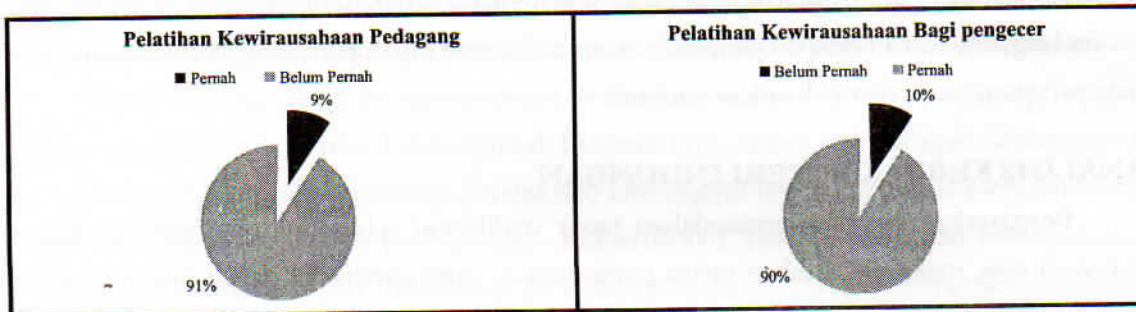 Pelatihan Kewirausahaan Pedagang
■ Pernah ■ Belum Pernah
9%
91%
Pelatihan Kewirausahaan Bagi pengecer
■ Belum Pernah ■ Pernah
10%
90%